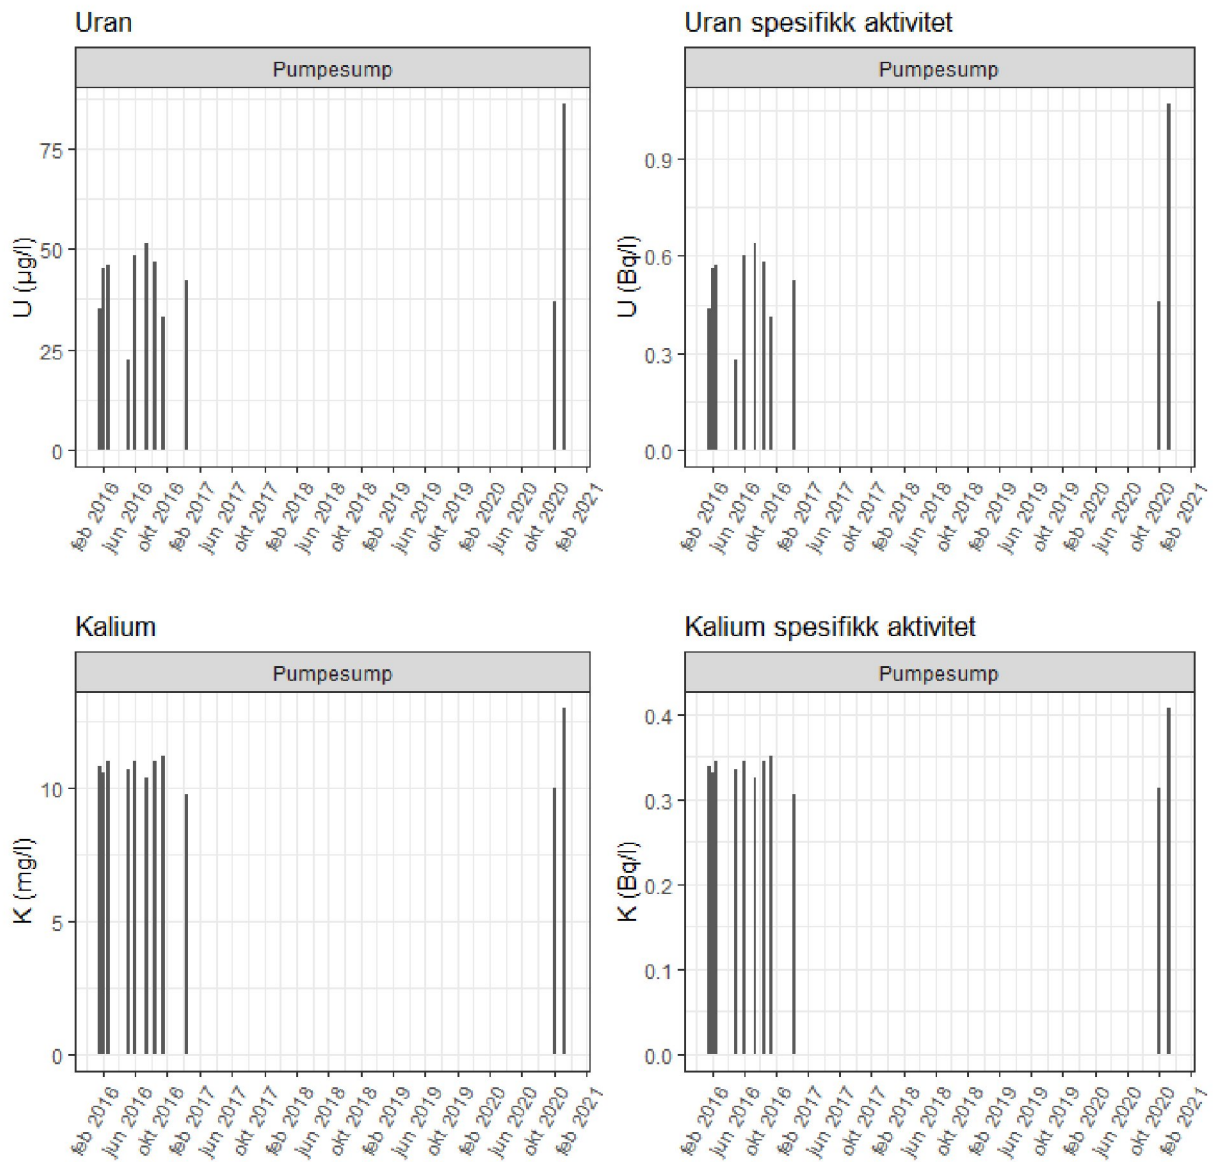 Uran
Pumpesump
U (µg/l)
75
50
25
0
feb 2016
jun 2016
okt 2016
feb 2017
jun 2017
okt 2017
feb 2018
jun 2018
okt 2018
feb 2019
jun 2019
okt 2019
feb 2020
jun 2020
okt 2020
feb 2021
Uran spesifikk aktivitet
Pumpesump
U (Bq/l)
0.9
0.6
0.3
0.0
feb 2016
jun 2016
okt 2016
feb 2017
jun 2017
okt 2017
feb 2018
jun 2018
okt 2018
feb 2019
jun 2019
okt 2019
feb 2020
jun 2020
okt 2020
feb 2021
Kalium
Pumpesump
K (mg/l)
10
5
0
feb 2016
jun 2016
okt 2016
feb 2017
jun 2017
okt 2017
feb 2018
jun 2018
okt 2018
feb 2019
jun 2019
okt 2019
feb 2020
jun 2020
okt 2020
feb 2021
Kalium spesifikk aktivitet
Pumpesump
K (Bq/l)
0.4
0.3
0.2
0.1
0.0
feb 2016
jun 2016
okt 2016
feb 2017
jun 2017
okt 2017
feb 2018
jun 2018
okt 2018
feb 2019
jun 2019
okt 2019
feb 2020
jun 2020
okt 2020
feb 2021